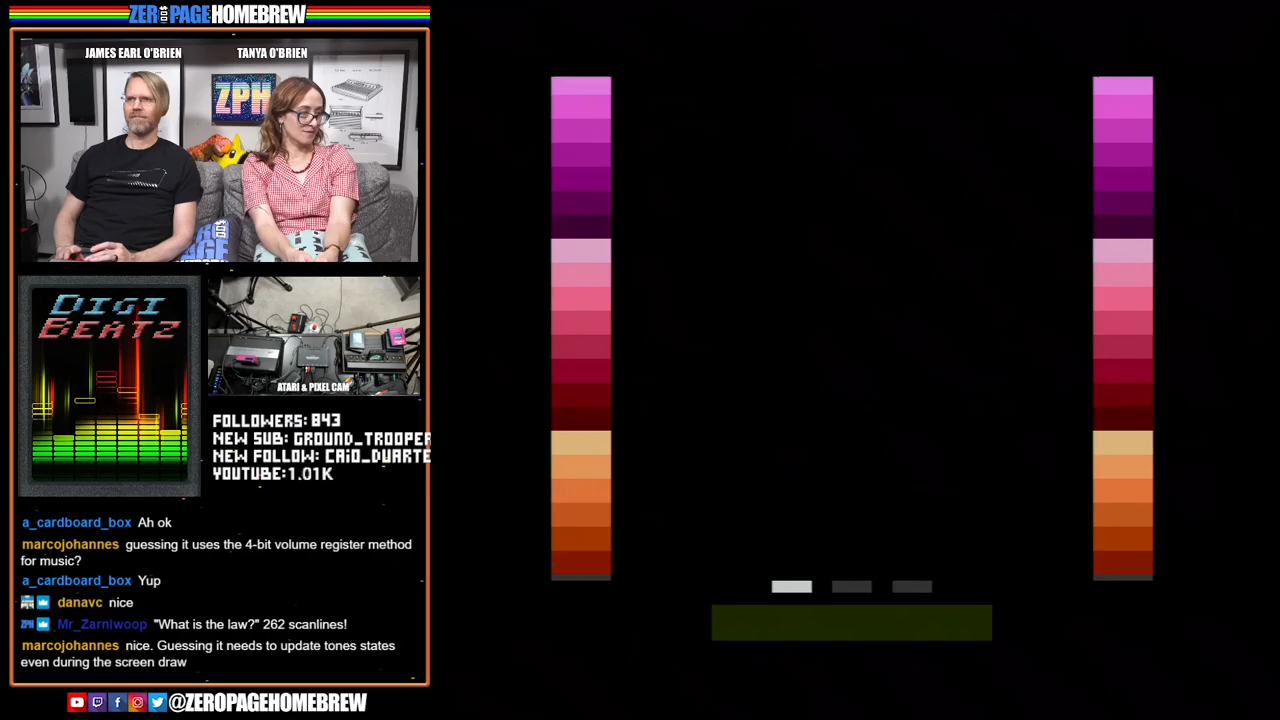 ZEROPAGE HOMEBREW
JAMES EARL O'BRIEN
TANYA O'BRIEN
ZPH
DIGI
BEATZ
ATARI & PIXEL CAM
FOLLOWERS: 843
NEW SUB: GROUND_TROOPER
NEW FOLLOW: CAIO_DUARTE
YOUTUBE:1.01K
a_cardboard_box Ah ok
marcojohannes guessing it uses the 4-bit volume register method
for music?
a_cardboard_box Yup
danavc nice
ZPH Mr_Zarniwoop "What is the law?" 262 scanlines!
marcojohannes nice. Guessing it needs to update tones states
even during the screen draw
@ZEROPAGEHOMEBREW